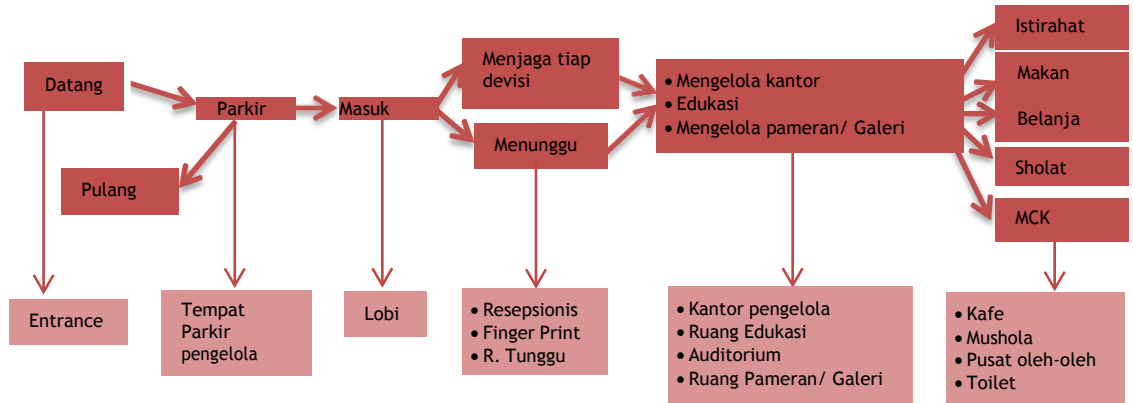 Datang
Parkir
Pulang
Masuk
Menjaga tiap
devisi
Menunggu
• Mengelola kantor
• Edukasi
• Mengelola pameran/ Galeri
Istirahat
Makan
Belanja
Sholat
MCK
Entrance
Tempat
Parkir
pengelola
Lobi
• Resepsionis
• Finger Print
• R. Tunggu
• Kantor pengelola
• Ruang Edukasi
• Auditorium
• Ruang Pameran/ Galeri
• Kafe
• Mushola
• Pusat oleh-oleh
• Toilet